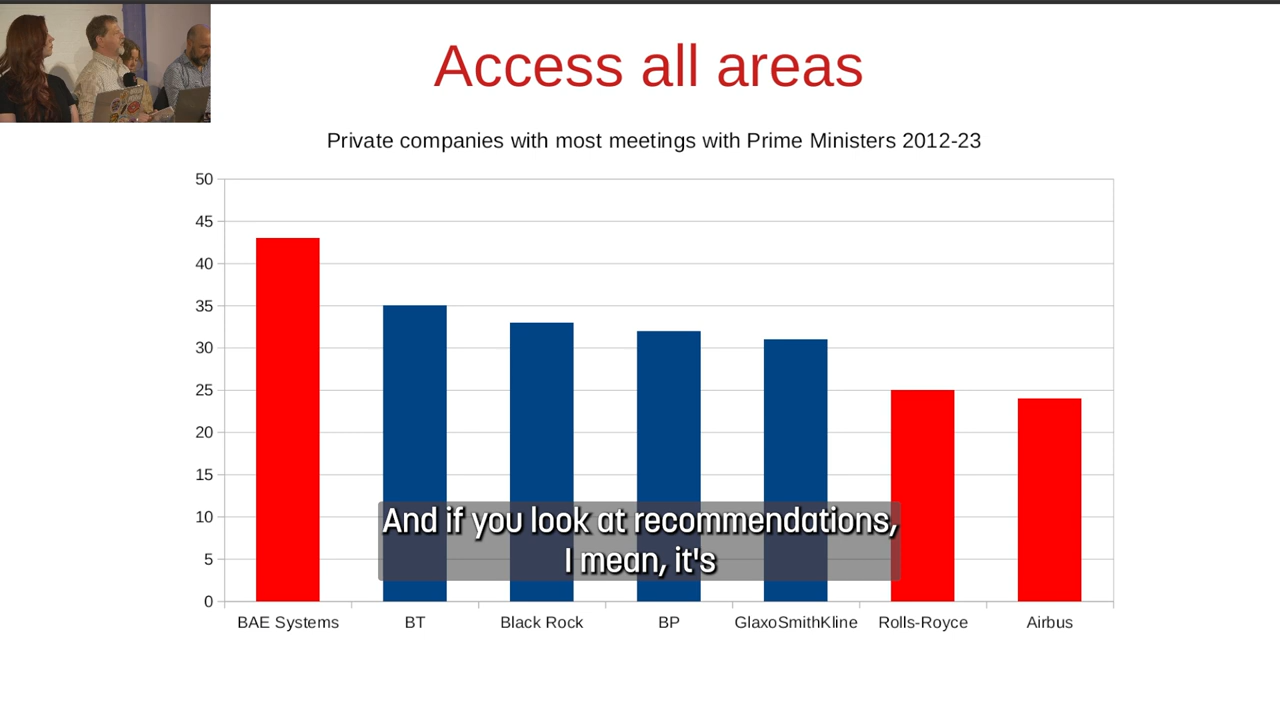 Access all areas
Private companies with most meetings with Prime Ministers 2012-23
50
45
40
35
30
25
20
15
10
5
0
And if you look at recommendations,
I mean, it's
BAE Systems BT Black Rock BP GlaxoSmithKline Rolls-Royce Airbus